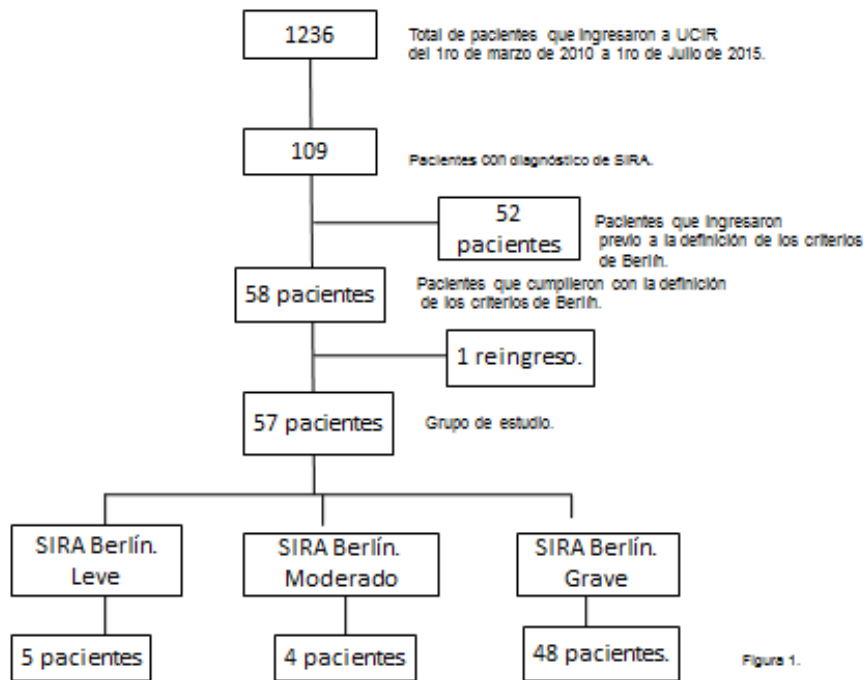 1236
Total de pacientes que ingresaron a UCIR
del 1ro de marzo de 2010 a 1ro de Julio de 2015.
109
Pacientes con diagnóstico de SIRA.
52
pacientes
Pacientes que ingresaron
previo a la definición de los criterios
de Berlín.
58 pacientes
Pacientes que cumplieron con la definición
de los criterios de Berlín.
1 reingreso.
57 pacientes
Grupo de estudio.
SIRA Berlín.
Leve
SIRA Berlín.
Moderado
SIRA Berlín.
Grave
5 pacientes
4 pacientes
48 pacientes.
Figura 1.